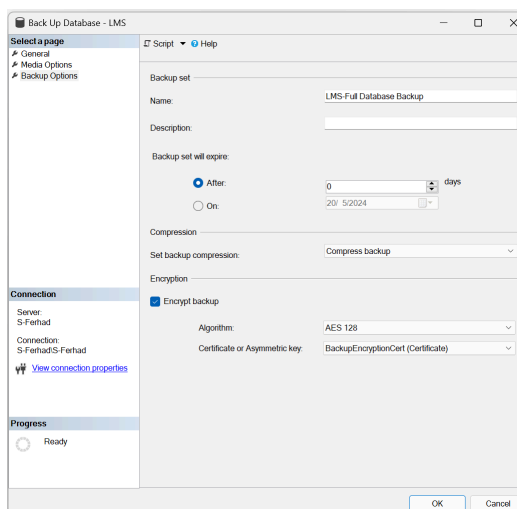 Back Up Database - LMS
Select a page
General
Media Options
Backup Options
Script Help
Backup set
Name: LMS-Full Database Backup
Description:
Backup set will expire:
After: 0 days
On: 20/ 5/2024
Compression
Set backup compression: Compress backup
Encryption
Encrypt backup
Algorithm: AES 128
Certificate or Asymmetric key: BackupEncryptionCert (Certificate)
Connection
Server:
S-Ferhad
Connection:
S-Ferhad\S-Ferhad
View connection properties
Progress
Ready
OK Cancel